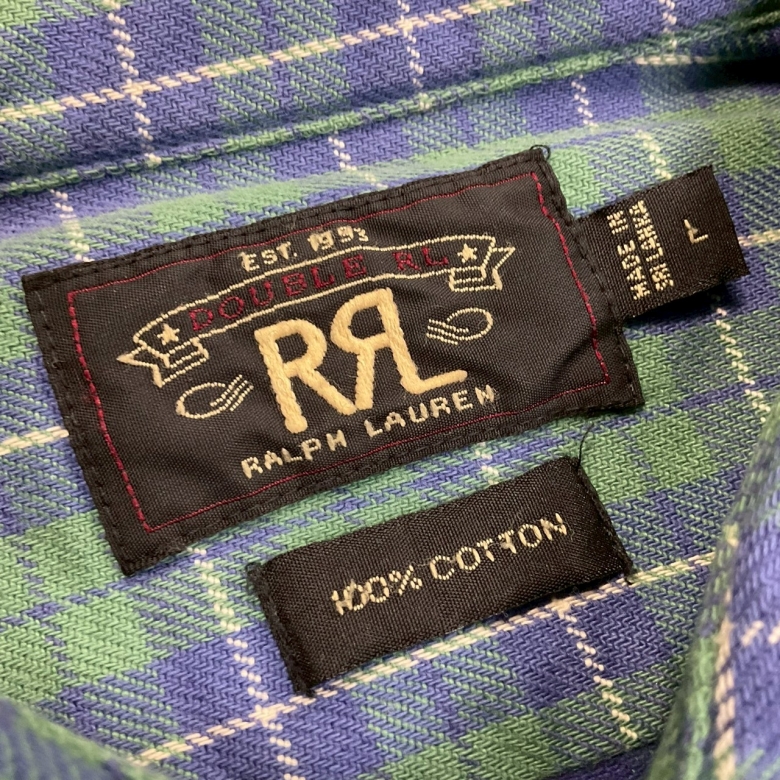 EST. 1993
DOUBLE RL
RRL
RALPH LAUREN
MADE IN
SRI LANKA
L
100% COTTON